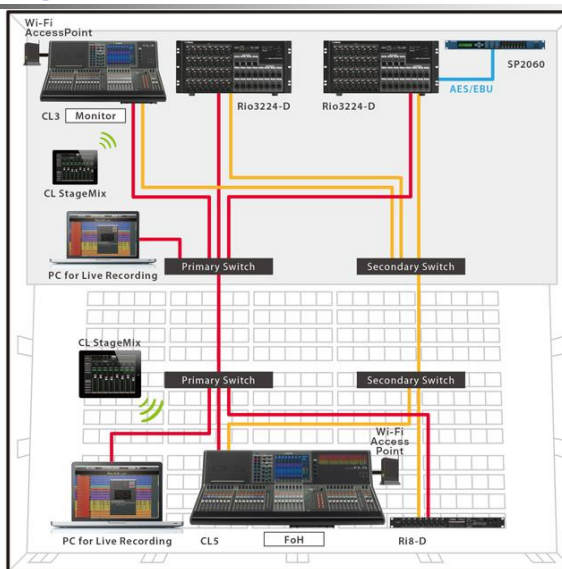 Wi-Fi
AccessPoint
SP2060
Rio3224-D
Rio3224-D
AES/EBU
CL3
Monitor
CL StageMix
PC for Live Recording
Primary Switch
Secondary Switch
CL StageMix
Primary Switch
Secondary Switch
Wi-Fi
Access
Point
PC for Live Recording
CL5
FoH
Ri8-D